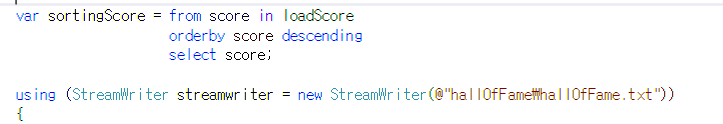 var sortingScore = from score in loadScore
orderby score descending
select score;
using (StreamWriter streamwriter = new StreamWriter(@"hallOfFame₩hallOfFame.txt"))
{